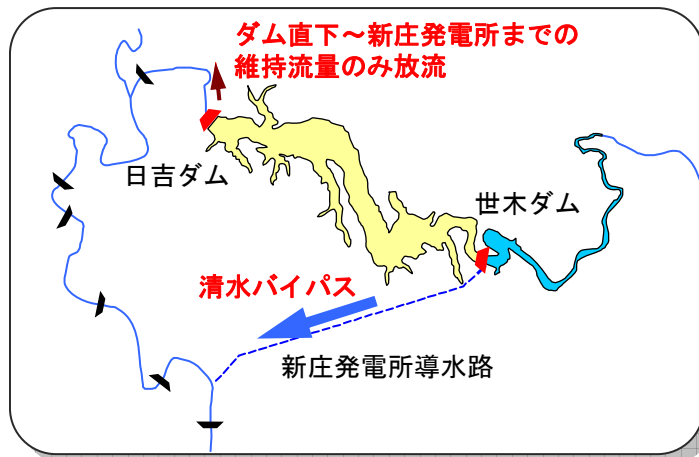 ダム直下～新庄発電所までの
維持流量のみ放流
日吉ダム
世木ダム
清水バイパス
新庄発電所導水路